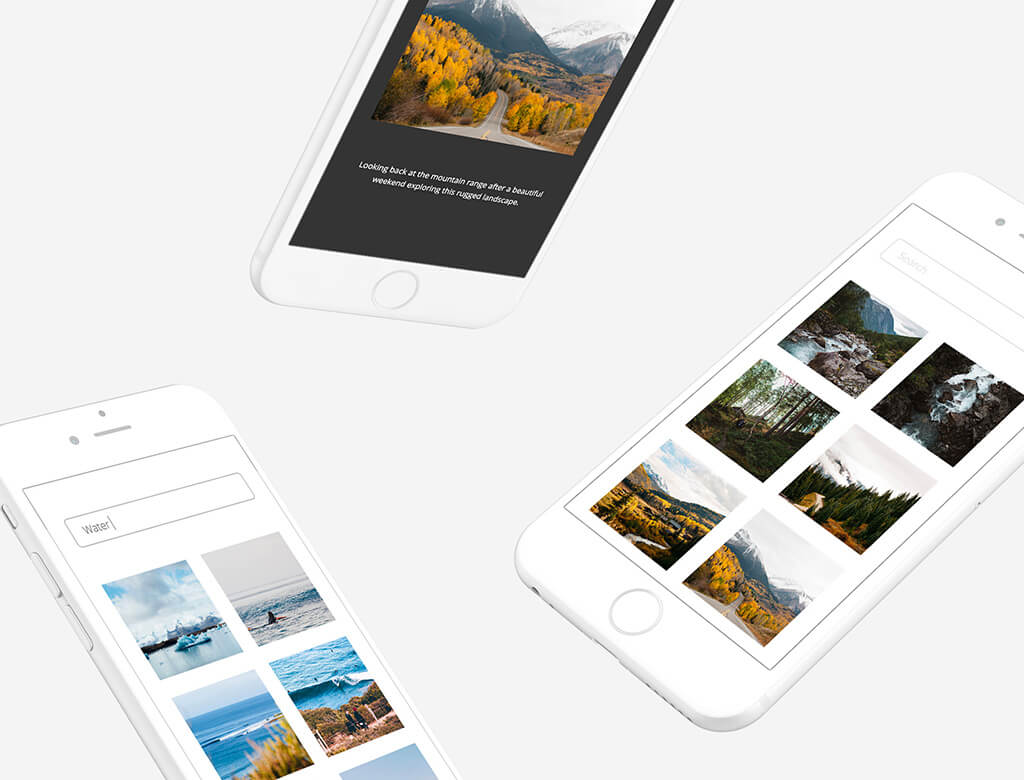 Looking back at the mountain range after a beautiful
weekend exploring this rugged landscape.
Search
Water